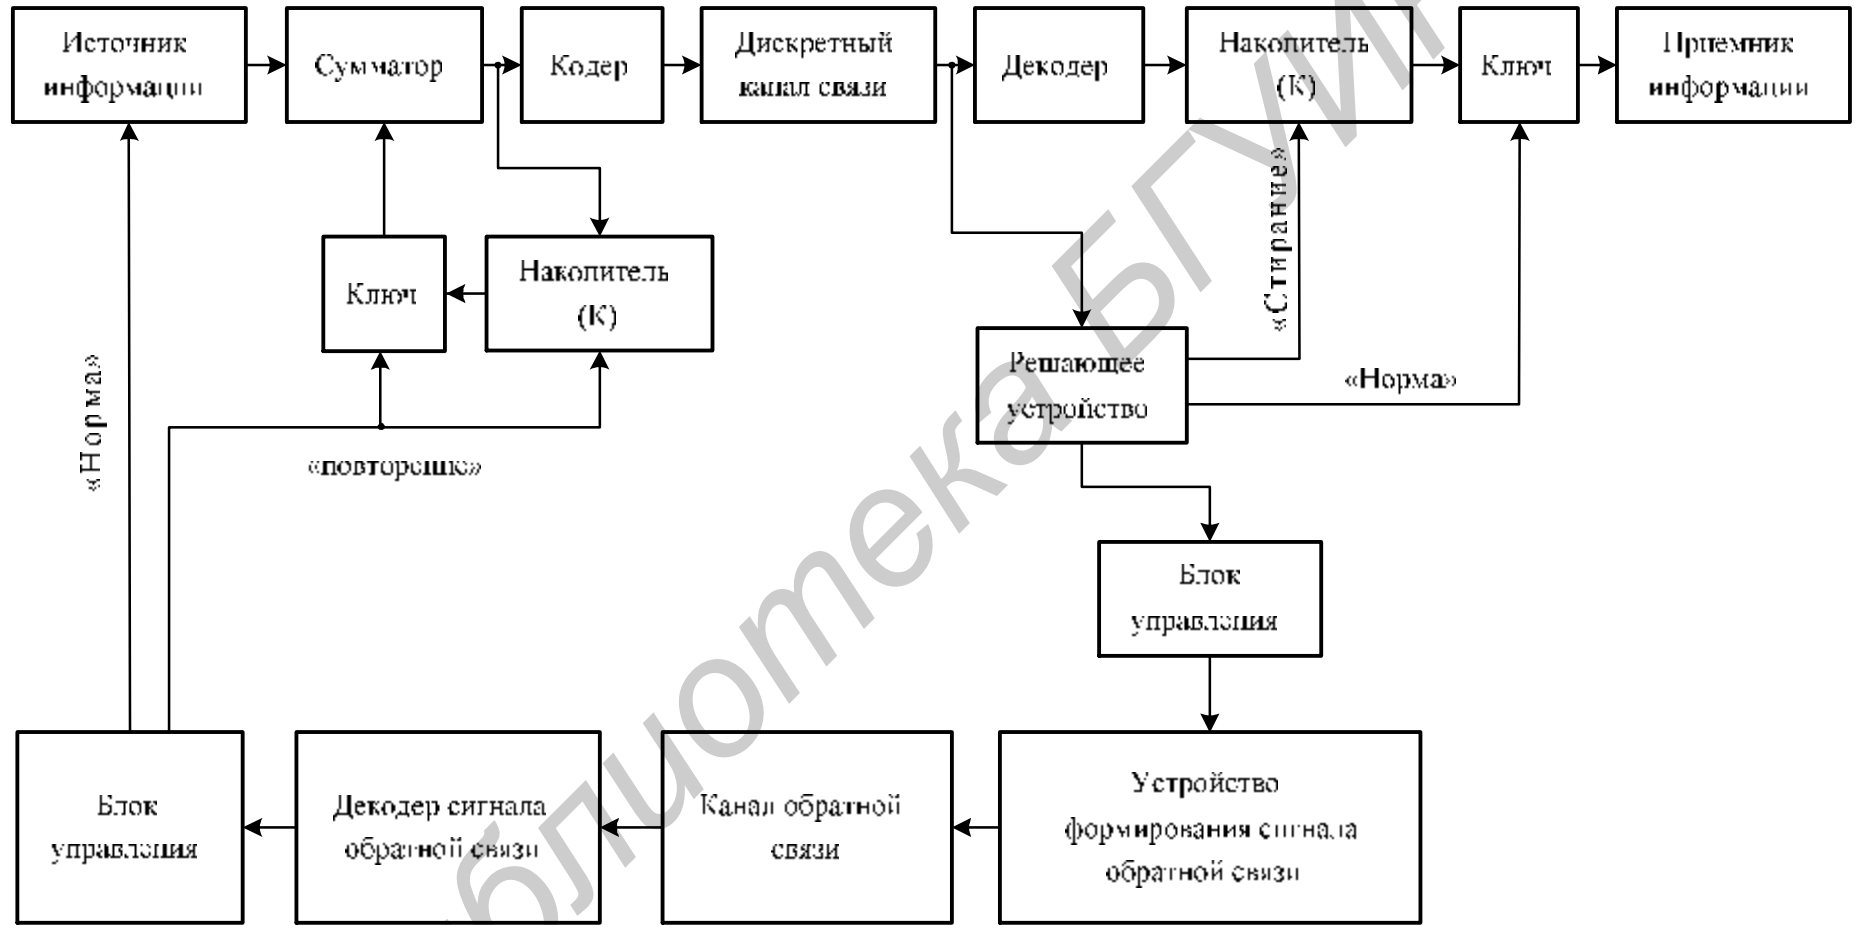 Источник
информации
Сумматор
Кодер
Дискретный
канал связи
Декодер
Накопитель
(К)
Ключ
Приемник
информации
Ключ
Накопитель
(К)
«Стирание»
«Норма»
Решающее
устройство
«Норма»
«повторение»
Блок
управления
Блок
управления
Декодер сигнала
обратной связи
Канал обратной
связи
Устройство
формирования сигнала
обратной связи